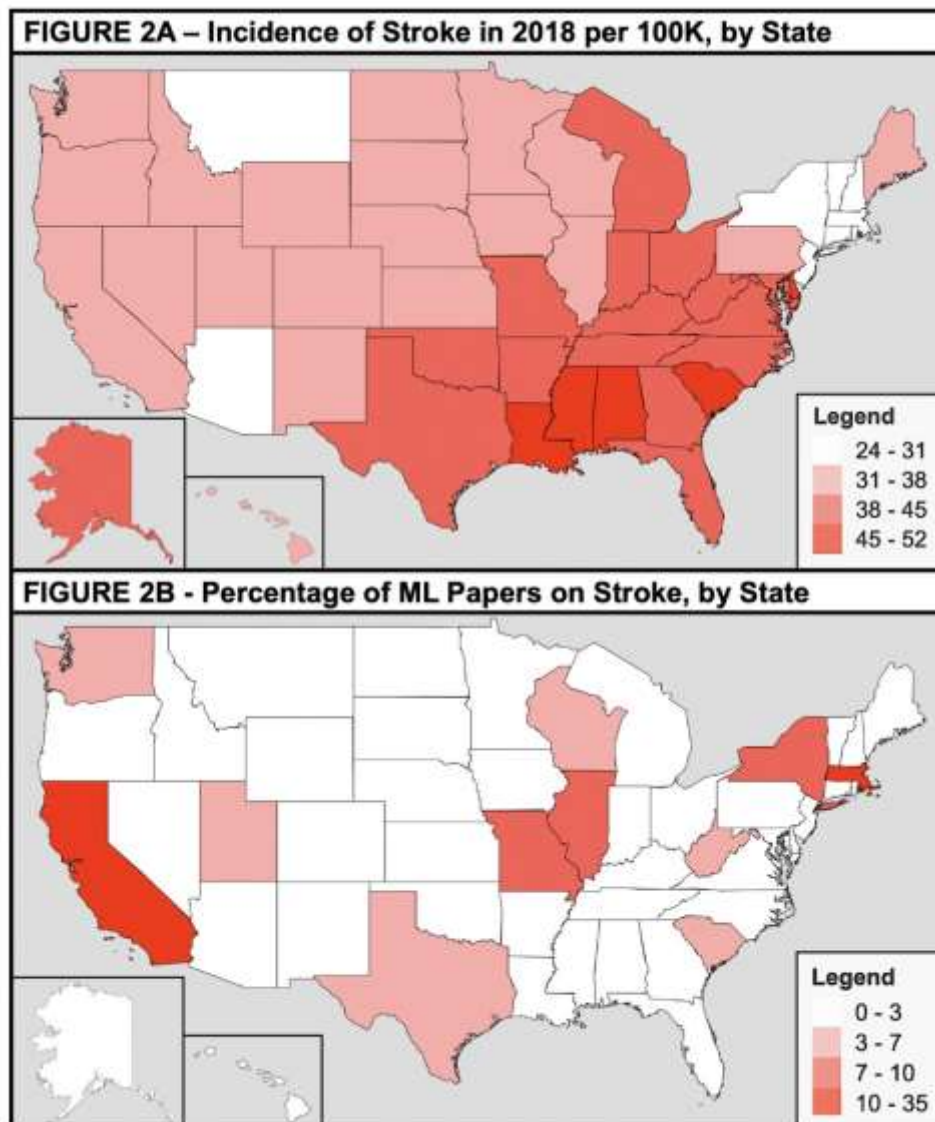 FIGURE 2A – Incidence of Stroke in 2018 per 100K, by State
Legend
24 - 31
31 - 38
38 - 45
45 - 52
FIGURE 2B - Percentage of ML Papers on Stroke, by State
Legend
0 - 3
3 - 7
7 - 10
10 - 35